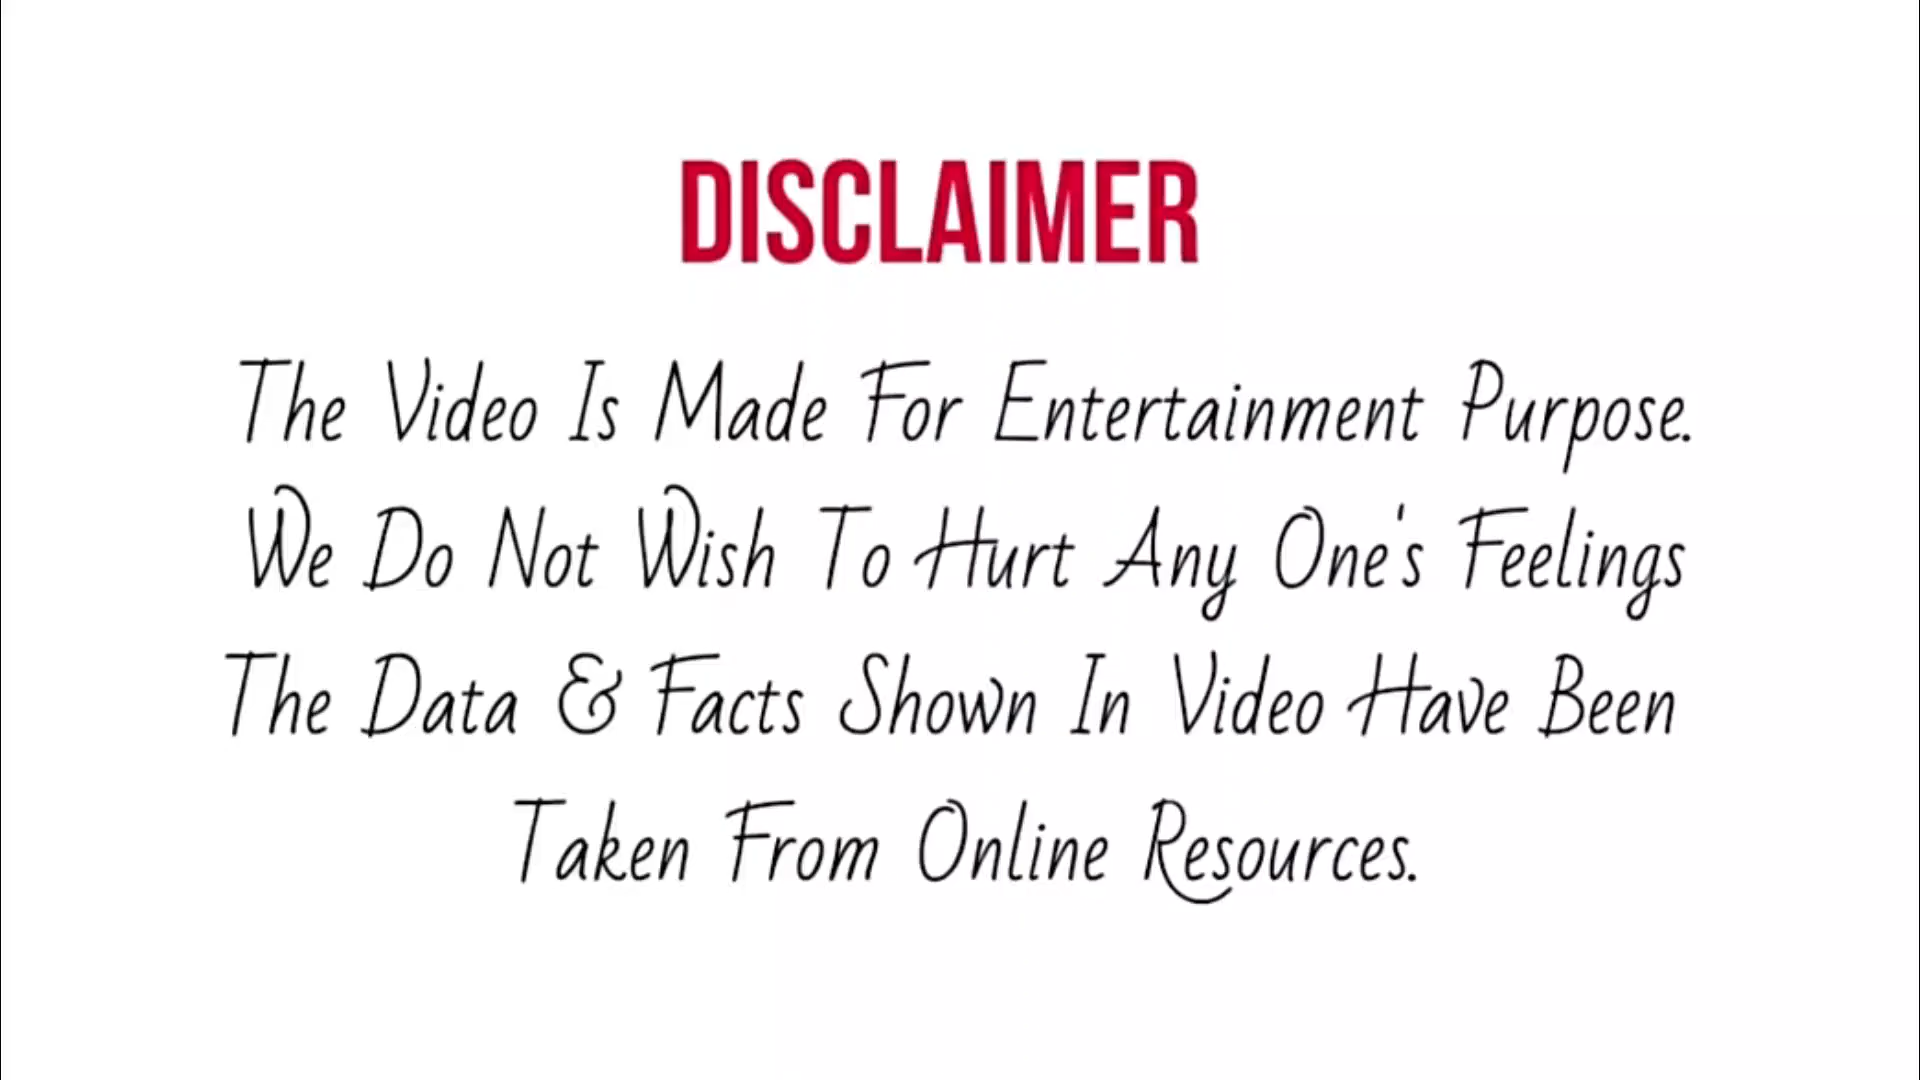 DISCLAIMER
The Video Is Made For Entertainment Purpose.
We Do Not Wish To Hurt Any One's Feelings
The Data & Facts Shown In Video Have Been
Taken From Online Resources.